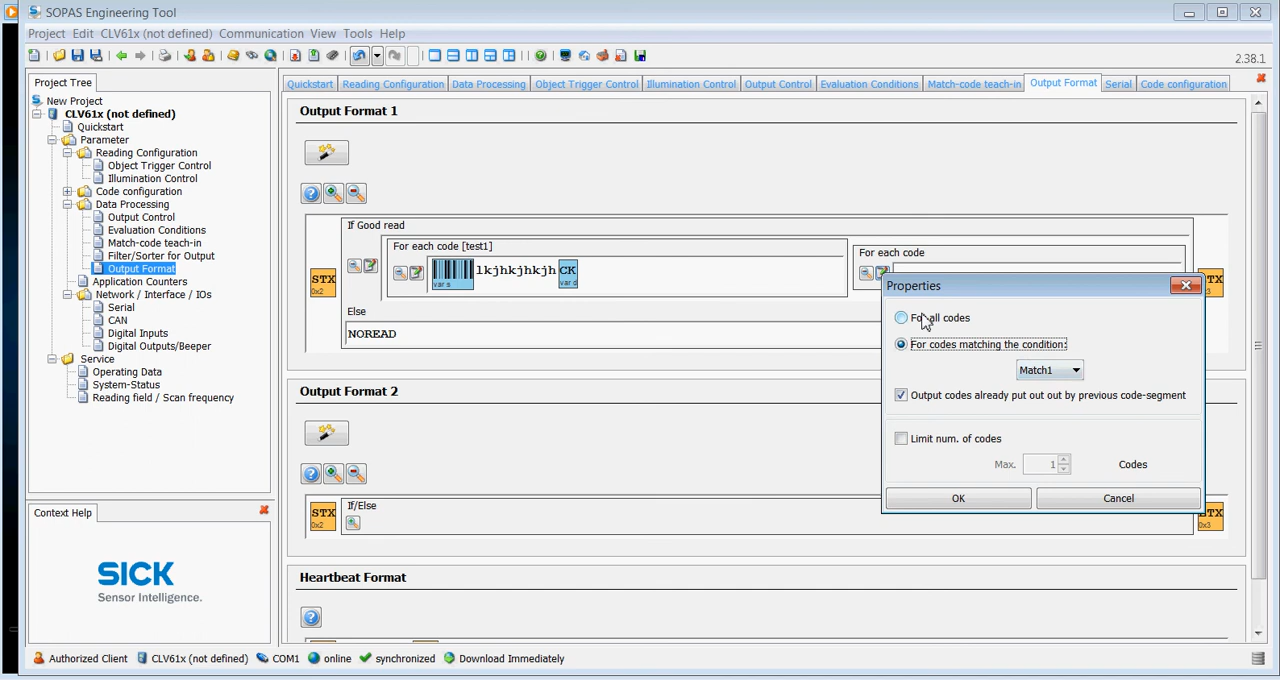 SOPAS Engineering Tool
Project Edit CLV61x (not defined) Communication View Tools Help
2.38.1
Project Tree
New Project
CLV61x (not defined)
Quickstart
Parameter
Reading Configuration
Object Trigger Control
Illumination Control
Code configuration
Data Processing
Output Control
Evaluation Conditions
Match-code teach-in
Filter/Sorter for Output
Output Format
Application Counters
Network / Interface / IOs
Serial
CAN
Digital Inputs
Digital Outputs/Beeper
Service
Operating Data
System-Status
Reading field / Scan frequency
Context Help
SICK
Sensor Intelligence.
Quickstart Reading Configuration Data Processing Object Trigger Control Illumination Control Output Control Evaluation Conditions Match-code teach-in Output Format Serial Code configuration
Output Format 1
If Good read
For each code [test1]
For each code
STX
0x2
var s
lkjhkjhkjh
CK
var d
TX
0x3
Else
NOREAD
Output Format 2
If/Else
STX
0x2
TX
0x3
Heartbeat Format
Properties
For all codes
For codes matching the condition:
Match1
Output codes already put out out by previous code-segment
Limit num. of codes
Max. 1 Codes
OK Cancel
Authorized Client CLV61x (not defined) COM1 online synchronized Download Immediately